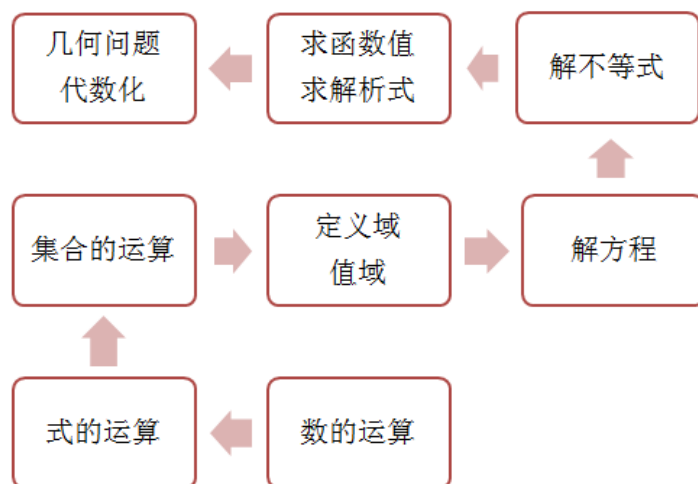 几何问题
代数化
求函数值
求解析式
解不等式
集合的运算
定义域
值域
解方程
式的运算
数的运算